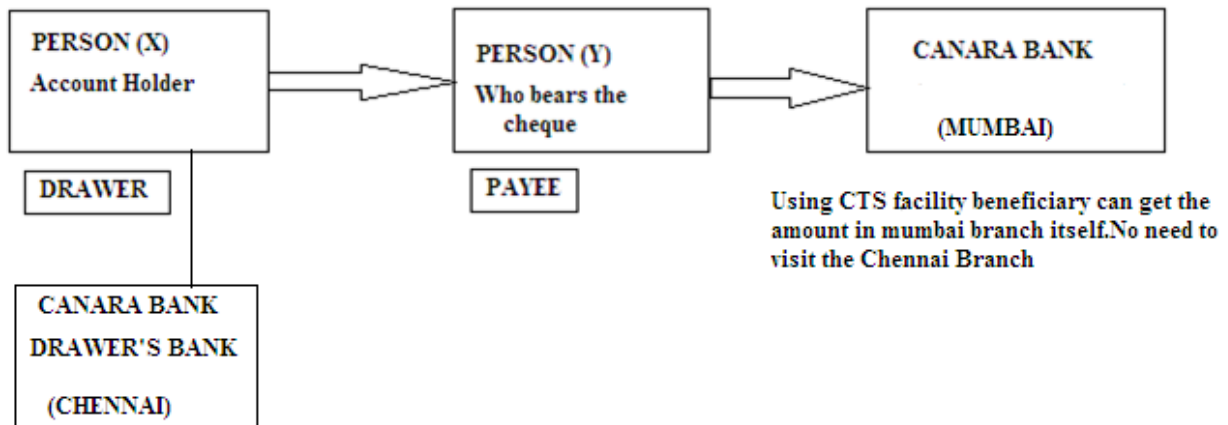 PERSON (X)
Account Holder
DRAWER
PERSON (Y)
Who bears the
cheque
PAYEE
CANARA BANK
(MUMBAI)
Using CTS facility beneficiary can get the
amount in mumbai branch itself.No need to
visit the Chennai Branch
CANARA BANK
DRAWER'S BANK
(CHENNAI)